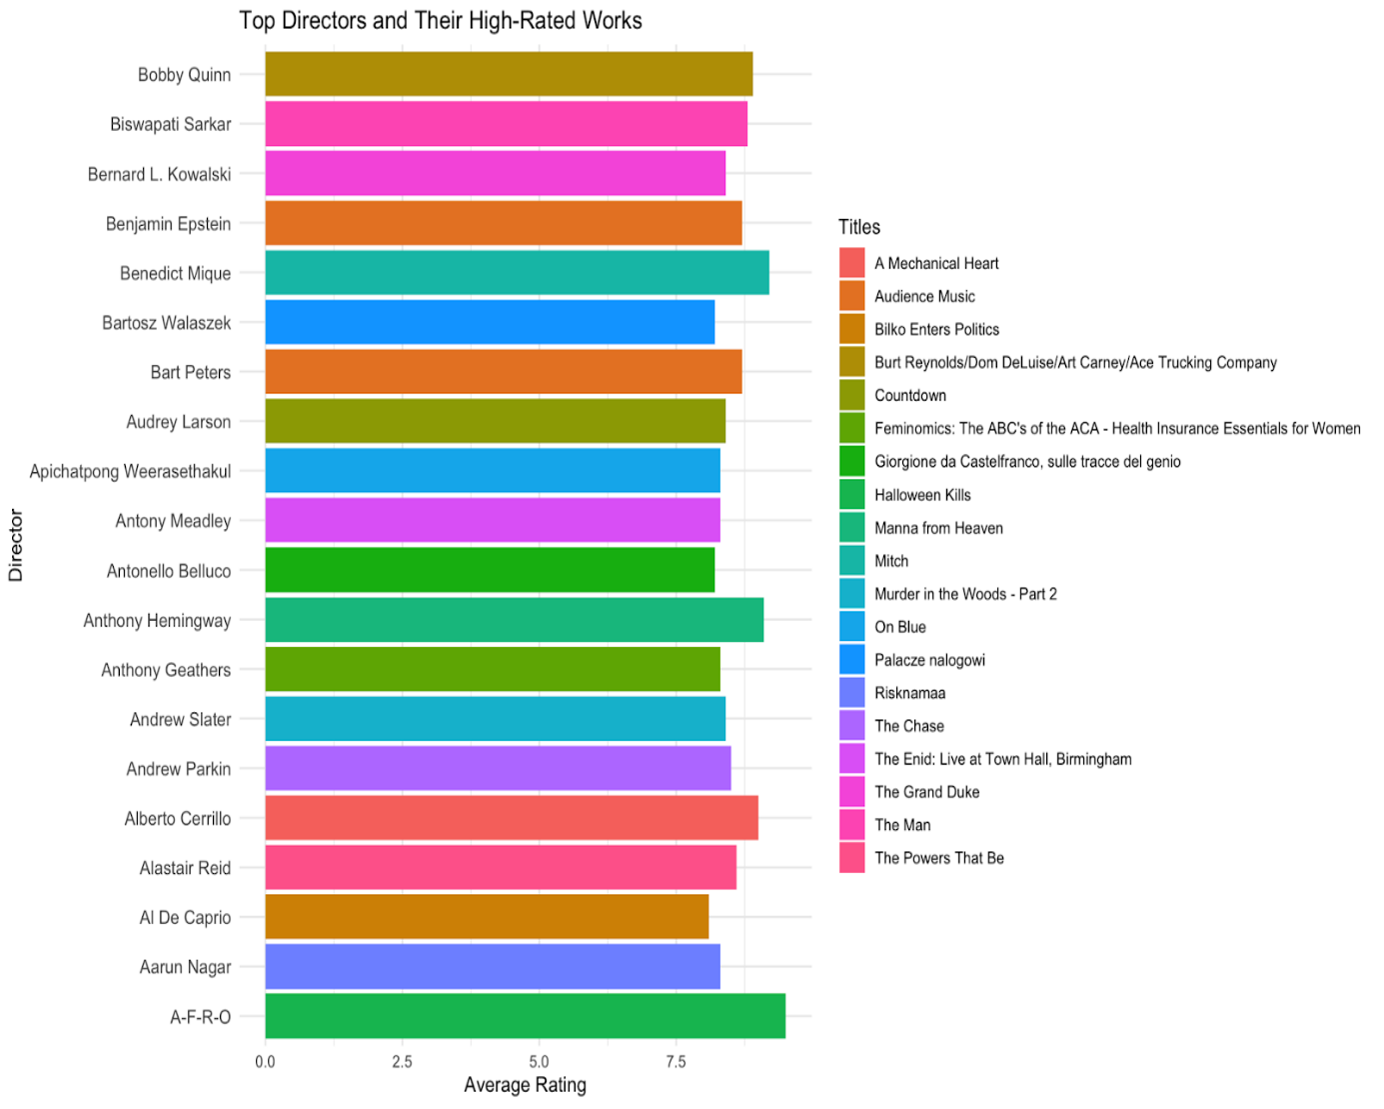 Top Directors and Their High-Rated Works
Director
Bobby Quinn
Biswapati Sarkar
Bernard L. Kowalski
Benjamin Epstein
Benedict Mique
Bartosz Walaszek
Bart Peters
Audrey Larson
Apichatpong Weerasethakul
Antony Meadley
Antonello Belluco
Anthony Hemingway
Anthony Geathers
Andrew Slater
Andrew Parkin
Alberto Cerrillo
Alastair Reid
Al De Caprio
Aarun Nagar
A-F-R-O
0.0 2.5 5.0 7.5
Average Rating
Titles
A Mechanical Heart
Audience Music
Bilko Enters Politics
Burt Reynolds/Dom DeLuise/Art Carney/Ace Trucking Company
Countdown
Feminomics: The ABC's of the ACA - Health Insurance Essentials for Women
Giorgione da Castelfranco, sulle tracce del genio
Halloween Kills
Manna from Heaven
Mitch
Murder in the Woods - Part 2
On Blue
Palacze nalogowi
Risknamaa
The Chase
The Enid: Live at Town Hall, Birmingham
The Grand Duke
The Man
The Powers That Be